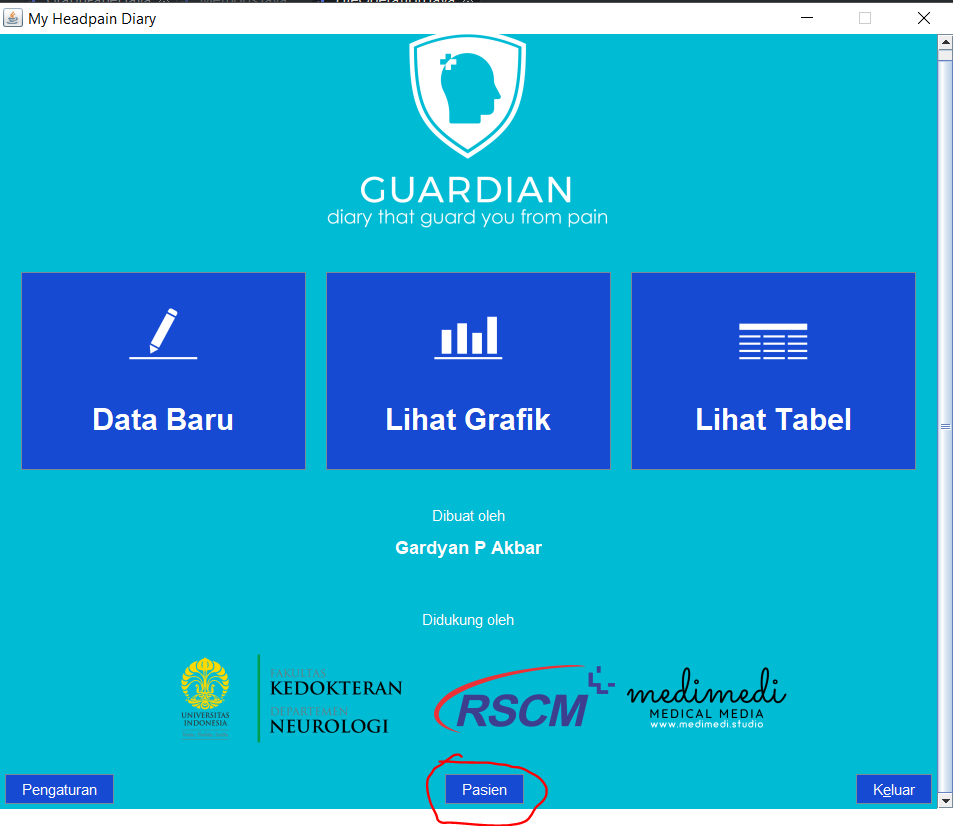 My Headpain Diary
GUARDIAN
diary that guard you from pain
Data Baru
Lihat Grafik
Lihat Tabel
Dibuat oleh
Gardyan P Akbar
Didukung oleh
UNIVERSITAS
INDONESIA
FAKULTAS
KEDOKTERAN
DEPARTEMEN
NEUROLOGI
RSCM
medimedi
MEDICAL MEDIA
www.medimedi.studio
Pengaturan
Pasien
Keluar